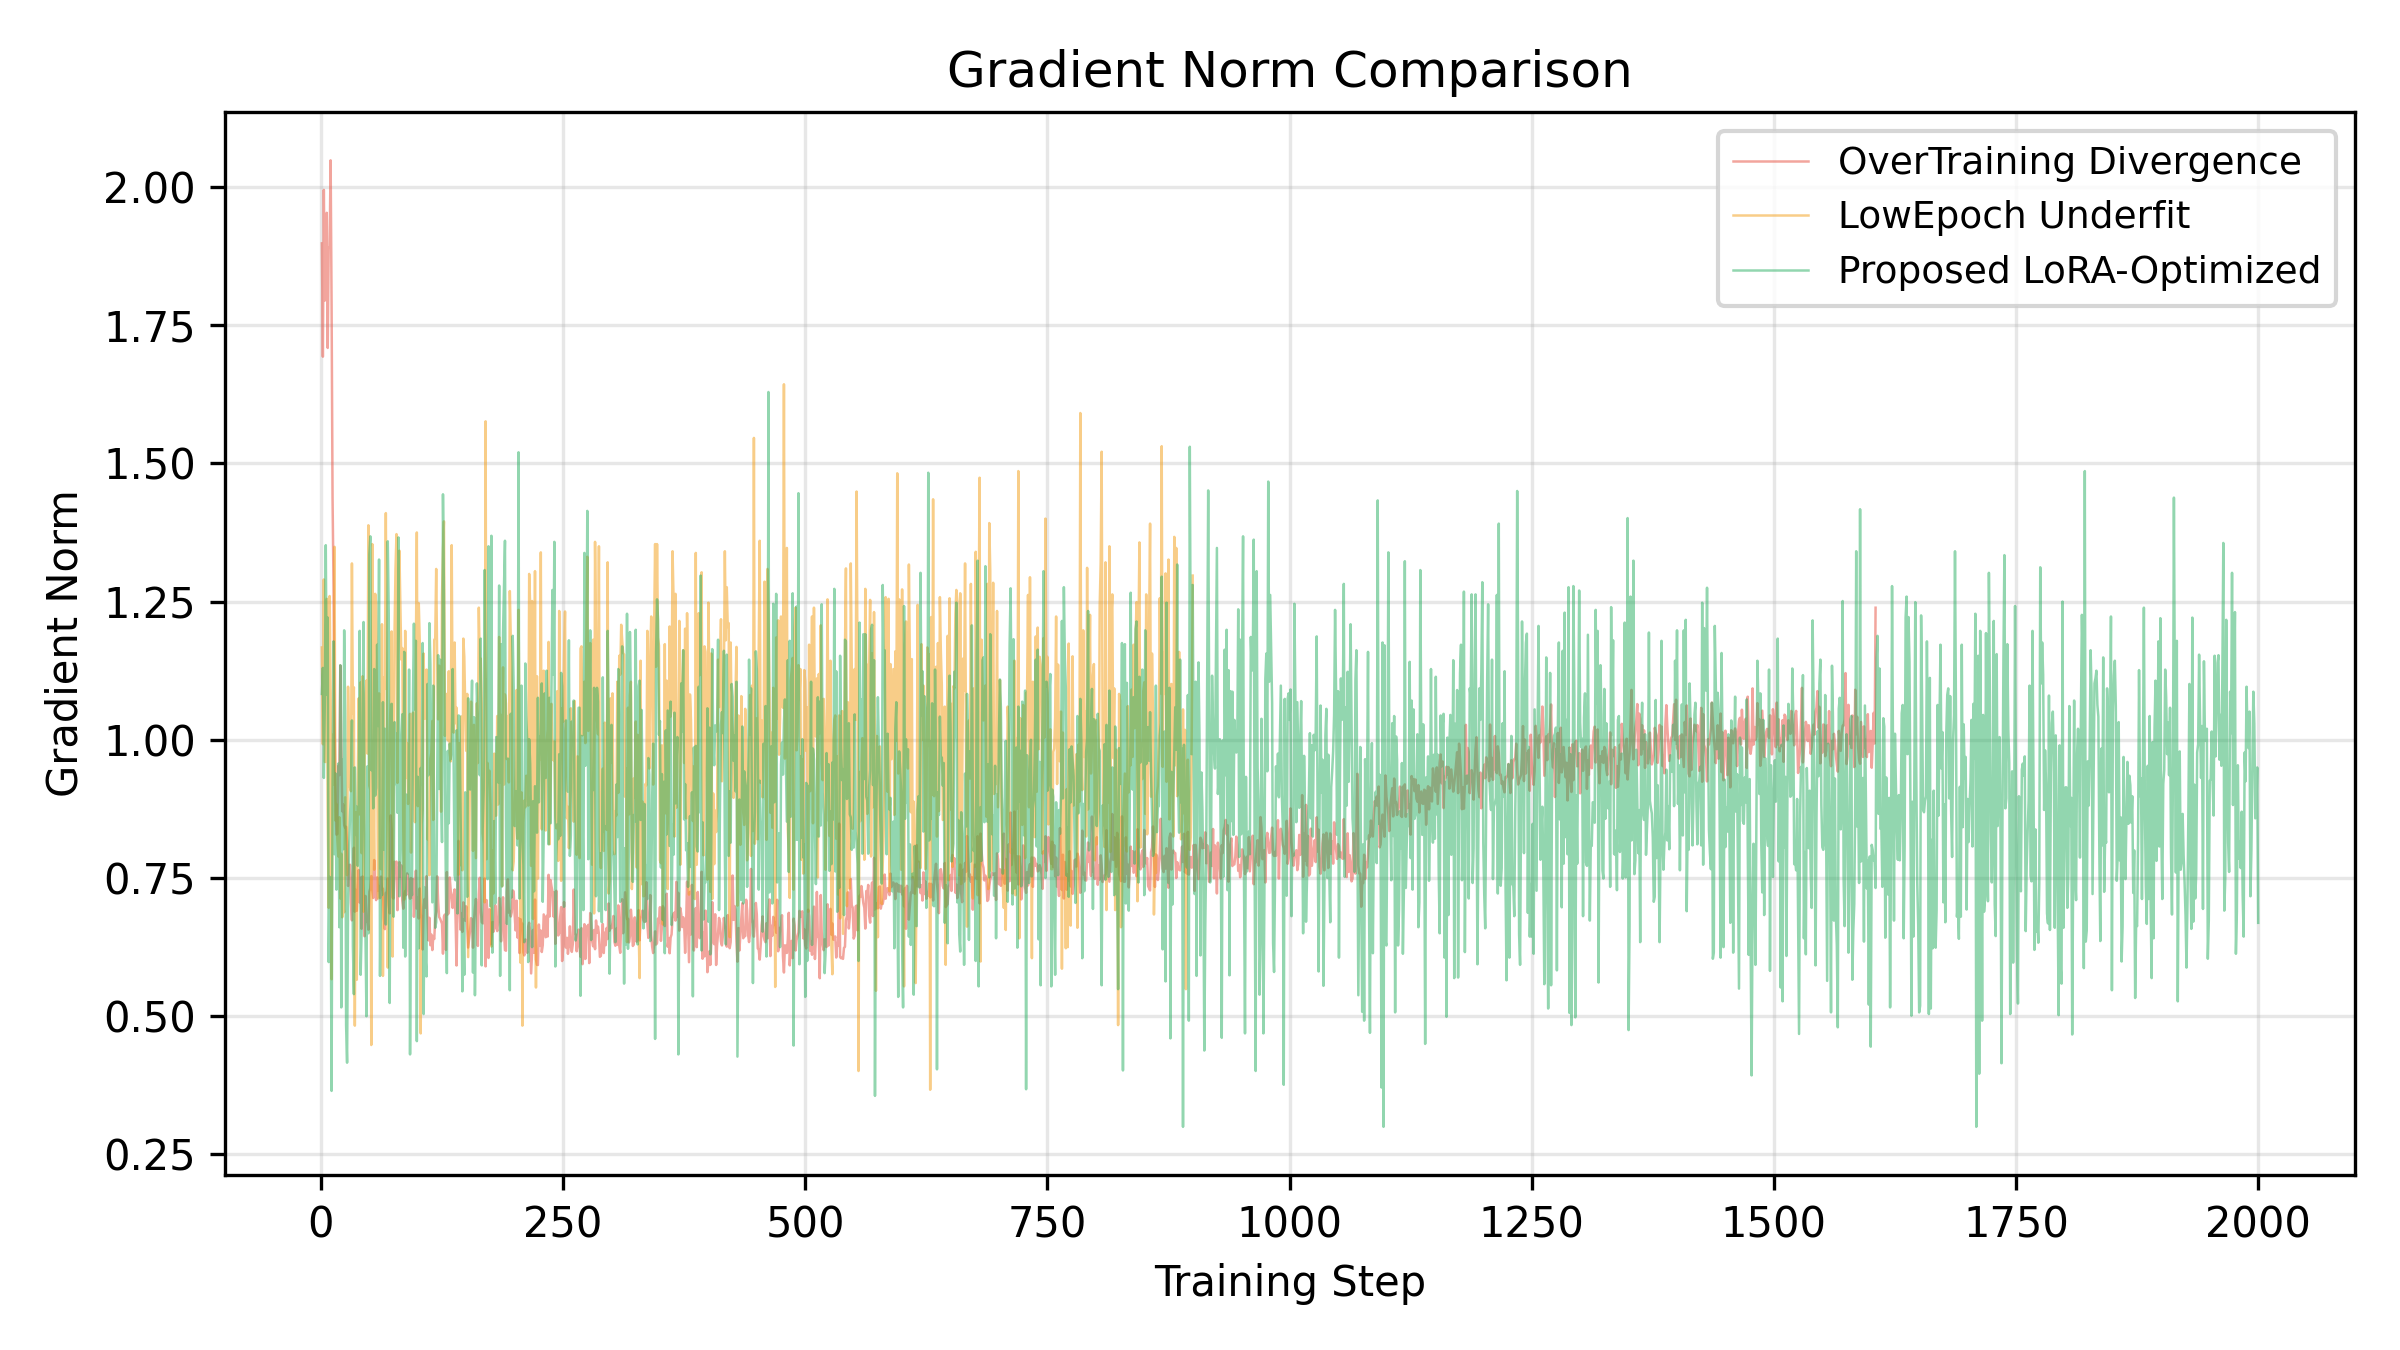 Gradient Norm Comparison
OverTraining Divergence
LowEpoch Underfit
Proposed LoRA-Optimized
Gradient Norm
2.00
1.75
1.50
1.25
1.00
0.75
0.50
0.25
0 250 500 750 1000 1250 1500 1750 2000
Training Step